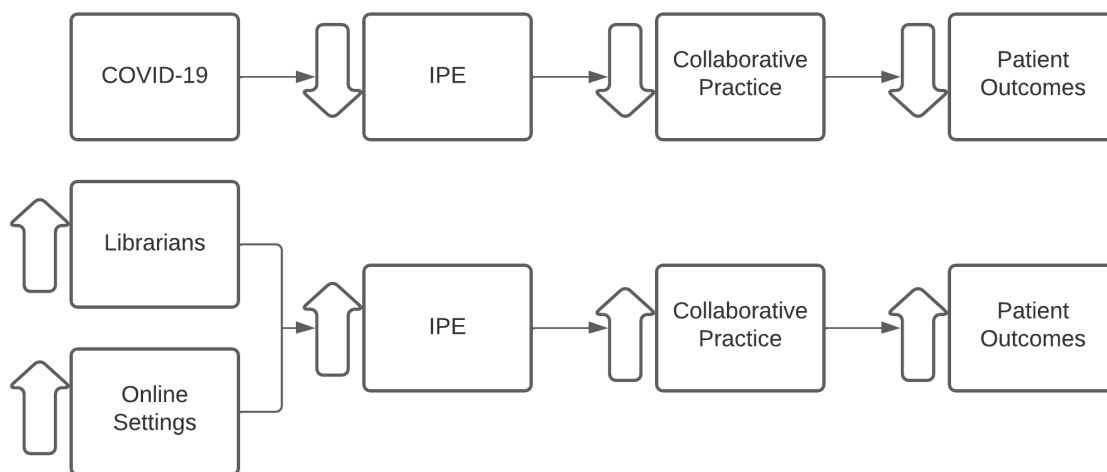 COVID-19
IPE
Collaborative
Practice
Patient
Outcomes
Librarians
Online
Settings
IPE
Collaborative
Practice
Patient
Outcomes